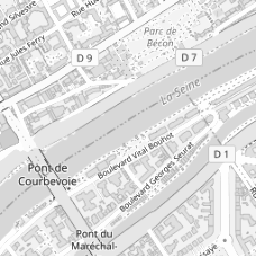 Silvestre
Rue Jules Ferry
Parc de
Bécon
D 9
D 7
La Seine
D 1
Boulevard Vital Bouhot
Pont de
Courbevoie
Boulevard Georges Seurat
Pont du
Maréchal-